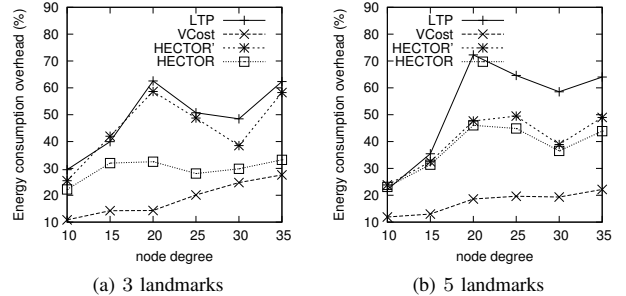 Energy consumption overhead (%)
90
80
70
60
50
40
30
20
10
10 15 20 25 30 35
node degree
LTP
VCost
HECTOR'
HECTOR
(a) 3 landmarks
Energy consumption overhead (%)
90
80
70
60
50
40
30
20
10
10 15 20 25 30 35
node degree
LTP
VCost
HECTOR'
HECTOR
(b) 5 landmarks